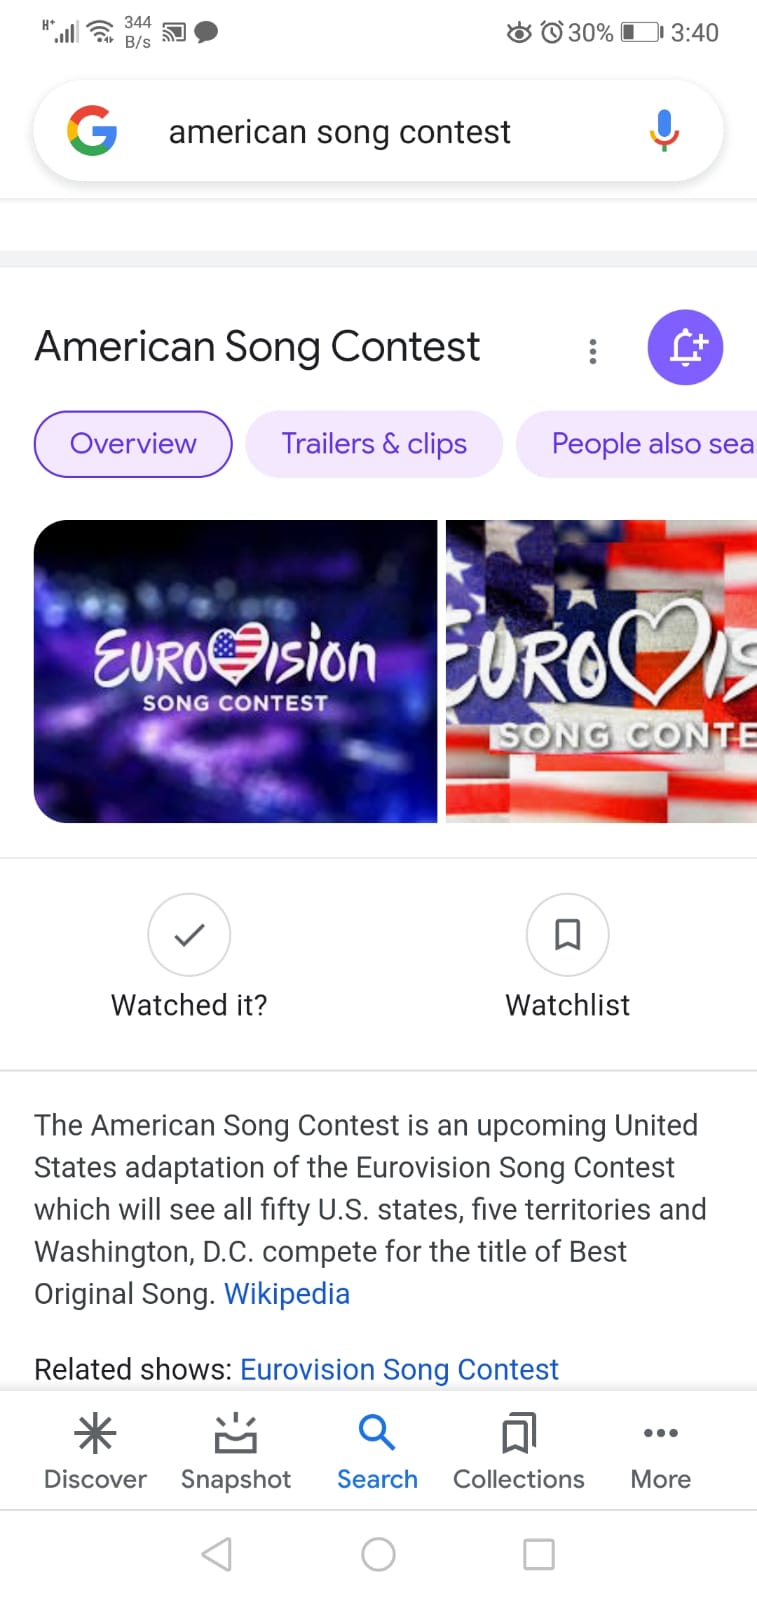 H+ 344 B/s 30% 3:40
american song contest
American Song Contest
Overview Trailers & clips People also sea
EUROVISION
SONG CONTEST
EUROVIS
SONG CONTE
Watched it? Watchlist
The American Song Contest is an upcoming United
States adaptation of the Eurovision Song Contest
which will see all fifty U.S. states, five territories and
Washington, D.C. compete for the title of Best
Original Song. Wikipedia
Related shows: Eurovision Song Contest
Discover Snapshot Search Collections More